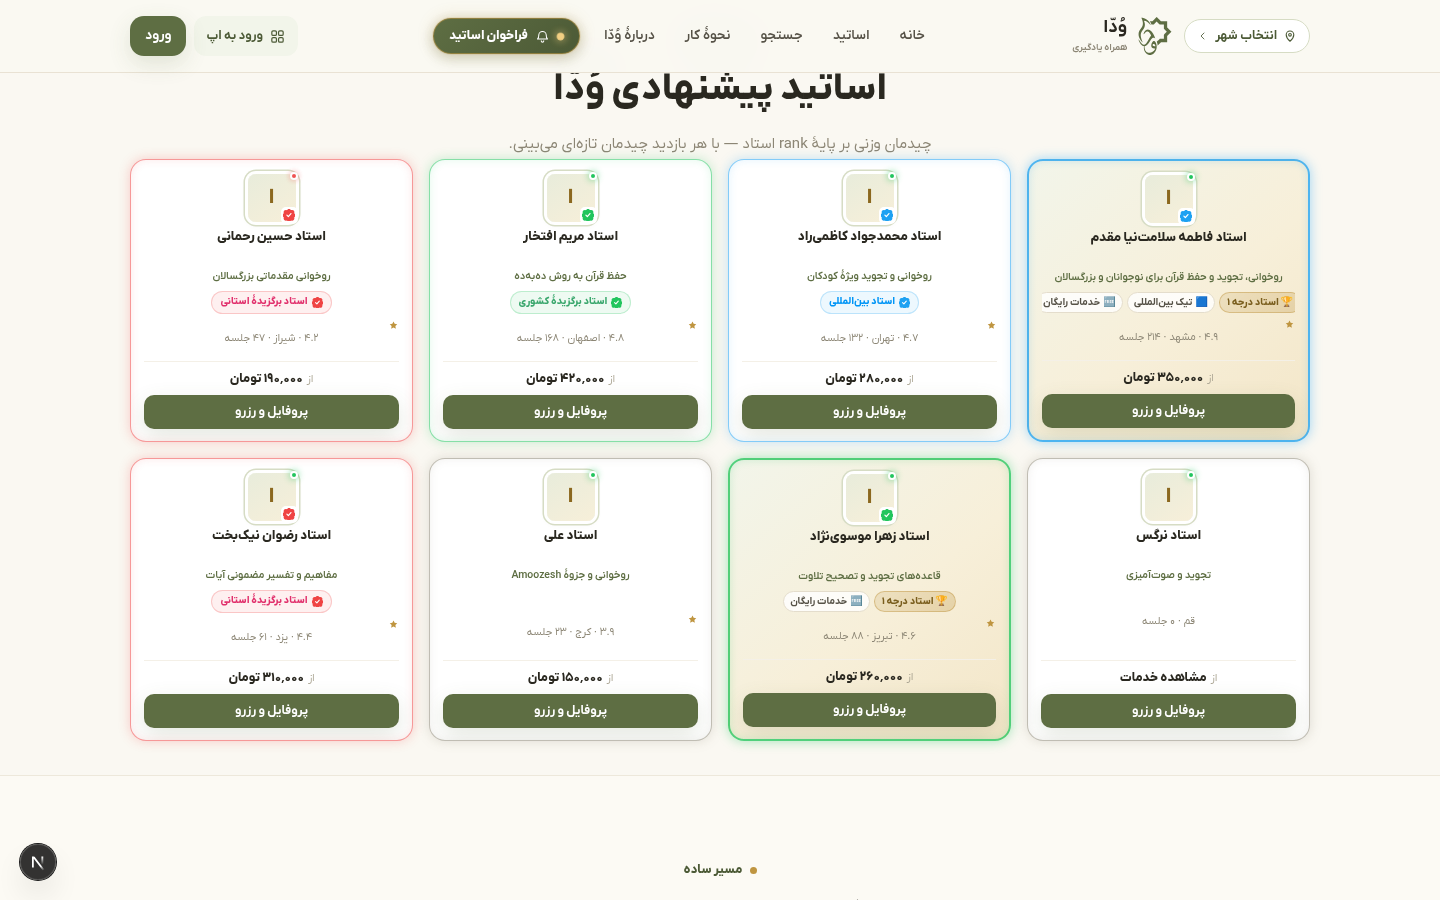 انتخاب شهر
وُدّا
همراه یادگیری
خانه
اساتید
جستجو
نحوهٔ کار
دربارهٔ وُدّا
فراخوان اساتید
ورود به اپ
ورود
اساتید پیشنهادی وُدّا
چیدمان وزنی بر پایهٔ rank استاد — با هر بازدید چیدمان تازه‌ای می‌بینی.
ا
استاد فاطمه سلامت‌نیا مقدم
روخوانی، تجوید و حفظ قرآن برای نوجوانان و بزرگسالان
🏆 استاد درجه ۱
🟦 تیک بین‌المللی
🆓 خدمات رایگان
۴.۹ · مشهد · ۲۱۴ جلسه
از ۳۵۰٬۰۰۰ تومان
پروفایل و رزرو
ا
استاد محمدجواد کاظمی‌راد
روخوانی و تجوید ویژهٔ کودکان
استاد بین‌المللی
۴.۷ · تهران · ۱۳۲ جلسه
از ۲۸۰٬۰۰۰ تومان
پروفایل و رزرو
ا
استاد مریم افتخار
حفظ قرآن به روش ده‌به‌ده
استاد برگزیدهٔ کشوری
۴.۸ · اصفهان · ۱۶۸ جلسه
از ۴۲۰٬۰۰۰ تومان
پروفایل و رزرو
ا
استاد حسین رحمانی
روخوانی مقدماتی بزرگسالان
استاد برگزیدهٔ استانی
۴.۲ · شیراز · ۴۷ جلسه
از ۱۹۰٬۰۰۰ تومان
پروفایل و رزرو
ا
استاد نرگس
تجوید و صوت‌آمیزی
قم · ۰ جلسه
از مشاهده خدمات
پروفایل و رزرو
ا
استاد زهرا موسوی‌نژاد
قاعده‌های تجوید و تصحیح تلاوت
🏆 استاد درجه ۱
🆓 خدمات رایگان
۴.۶ · تبریز · ۸۸ جلسه
از ۲۶۰٬۰۰۰ تومان
پروفایل و رزرو
ا
استاد علی
روخوانی و جزوهٔ Amoozesh
۳.۹ · کرج · ۲۳ جلسه
از ۱۵۰٬۰۰۰ تومان
پروفایل و رزرو
ا
استاد رضوان نیک‌بخت
مفاهیم و تفسیر مضمونی آیات
استاد برگزیدهٔ استانی
۴.۴ · یزد · ۶۱ جلسه
از ۳۱۰٬۰۰۰ تومان
پروفایل و رزرو
مسیر ساده
N